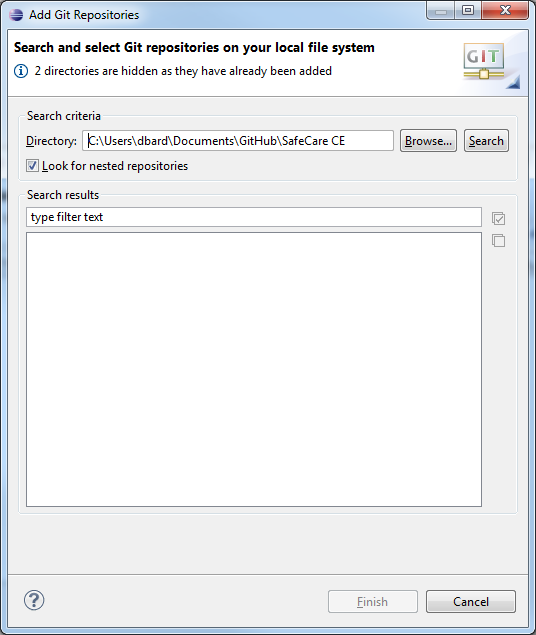 Add Git Repositories
Search and select Git repositories on your local file system
2 directories are hidden as they have already been added
GIT
Search criteria
Directory: C:\Users\dbard\Documents\GitHub\SafeCare CE Browse... Search
Look for nested repositories
Search results
type filter text
? Finish Cancel